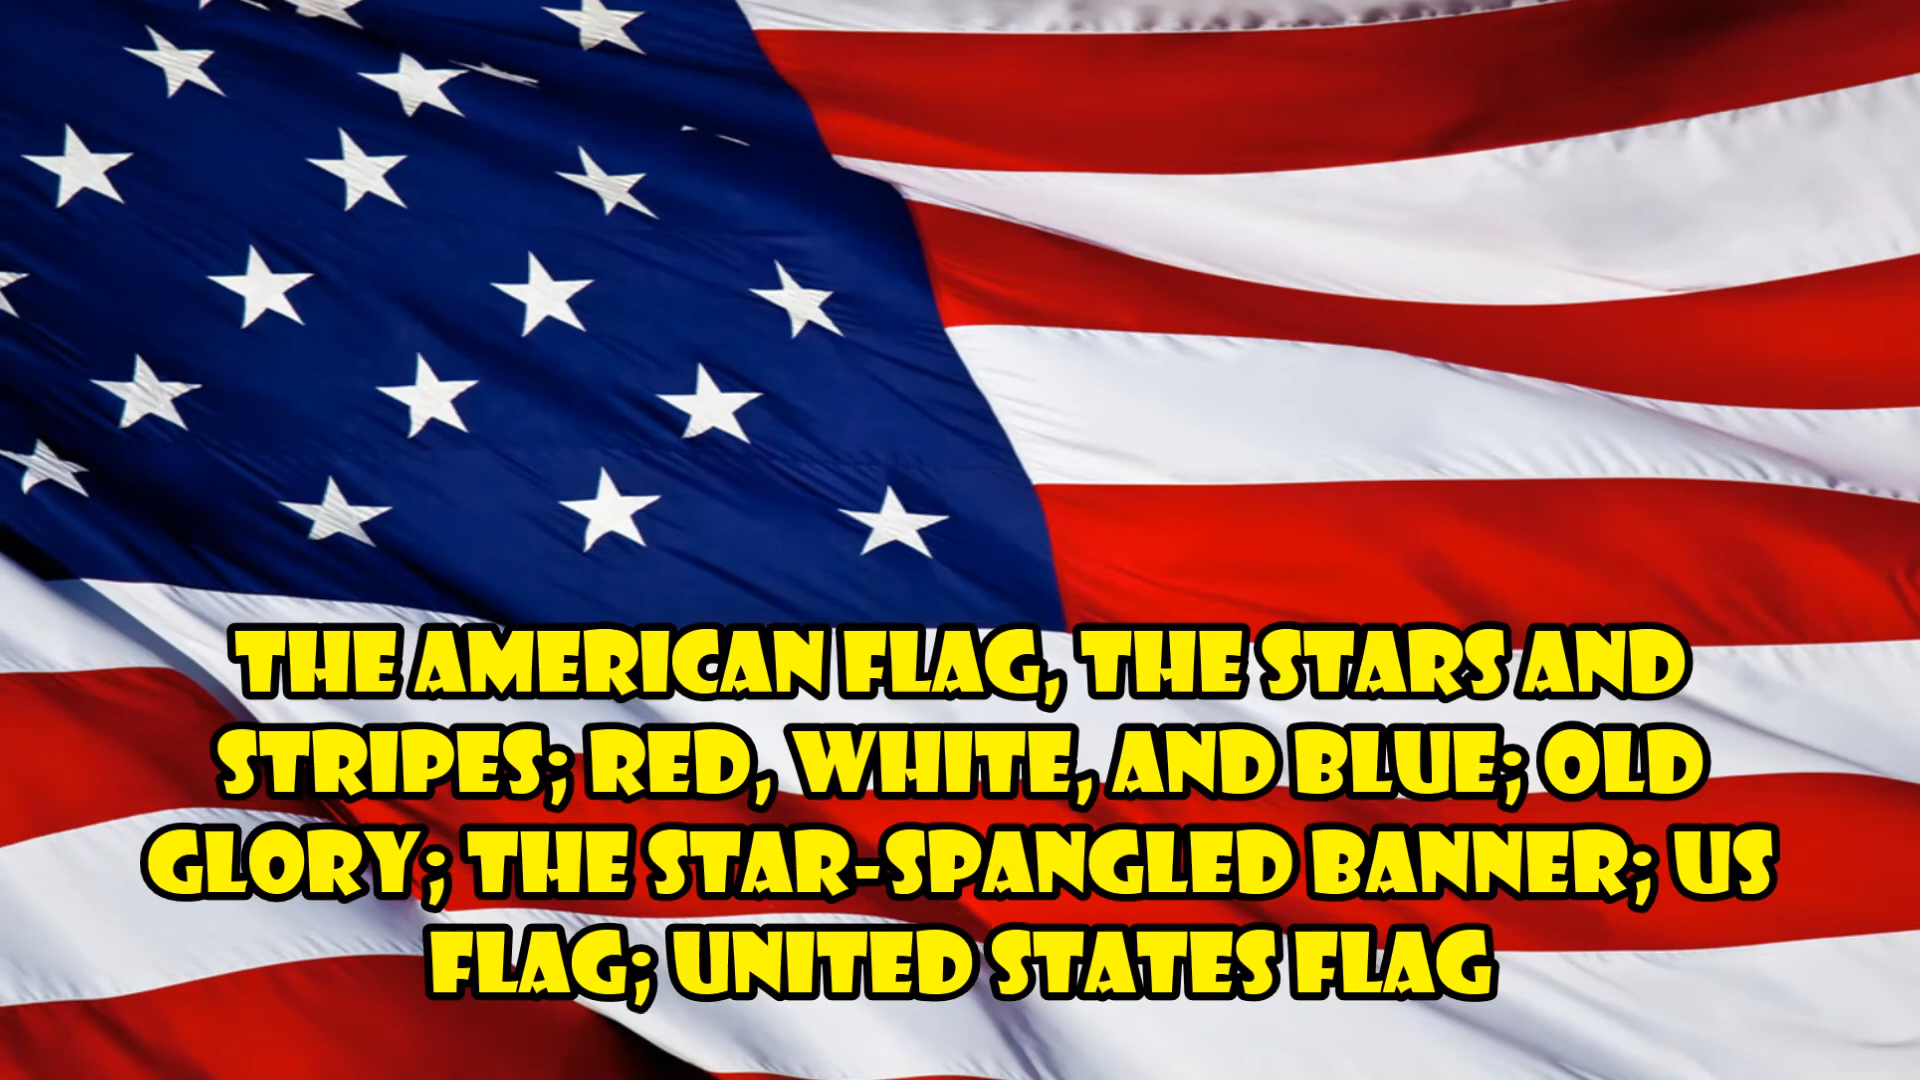 THE AMERICAN FLAG, THE STARS AND
STRIPES; RED, WHITE, AND BLUE; OLD
GLORY; THE STAR-SPANGLED BANNER; US
FLAG; UNITED STATES FLAG